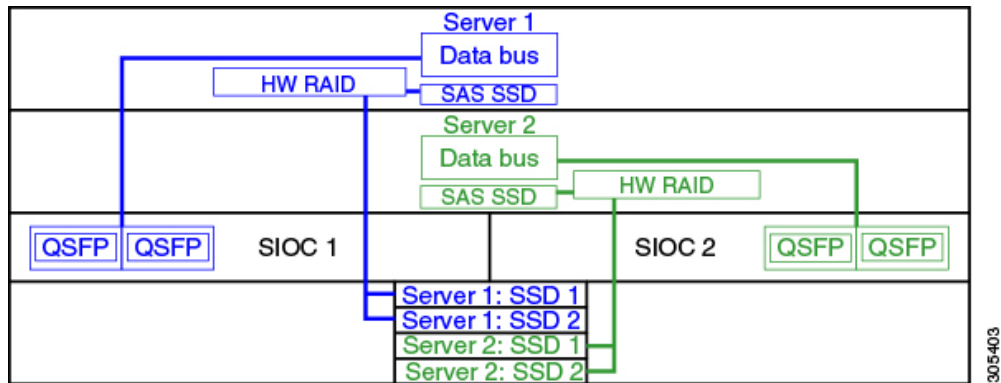 Server 1
Data bus
HW RAID
SAS SSD
Server 2
Data bus
HW RAID
SAS SSD
QSFP QSFP SIOC 1 SIOC 2 QSFP QSFP
Server 1: SSD 1
Server 1: SSD 2
Server 2: SSD 1
Server 2: SSD 2
305403